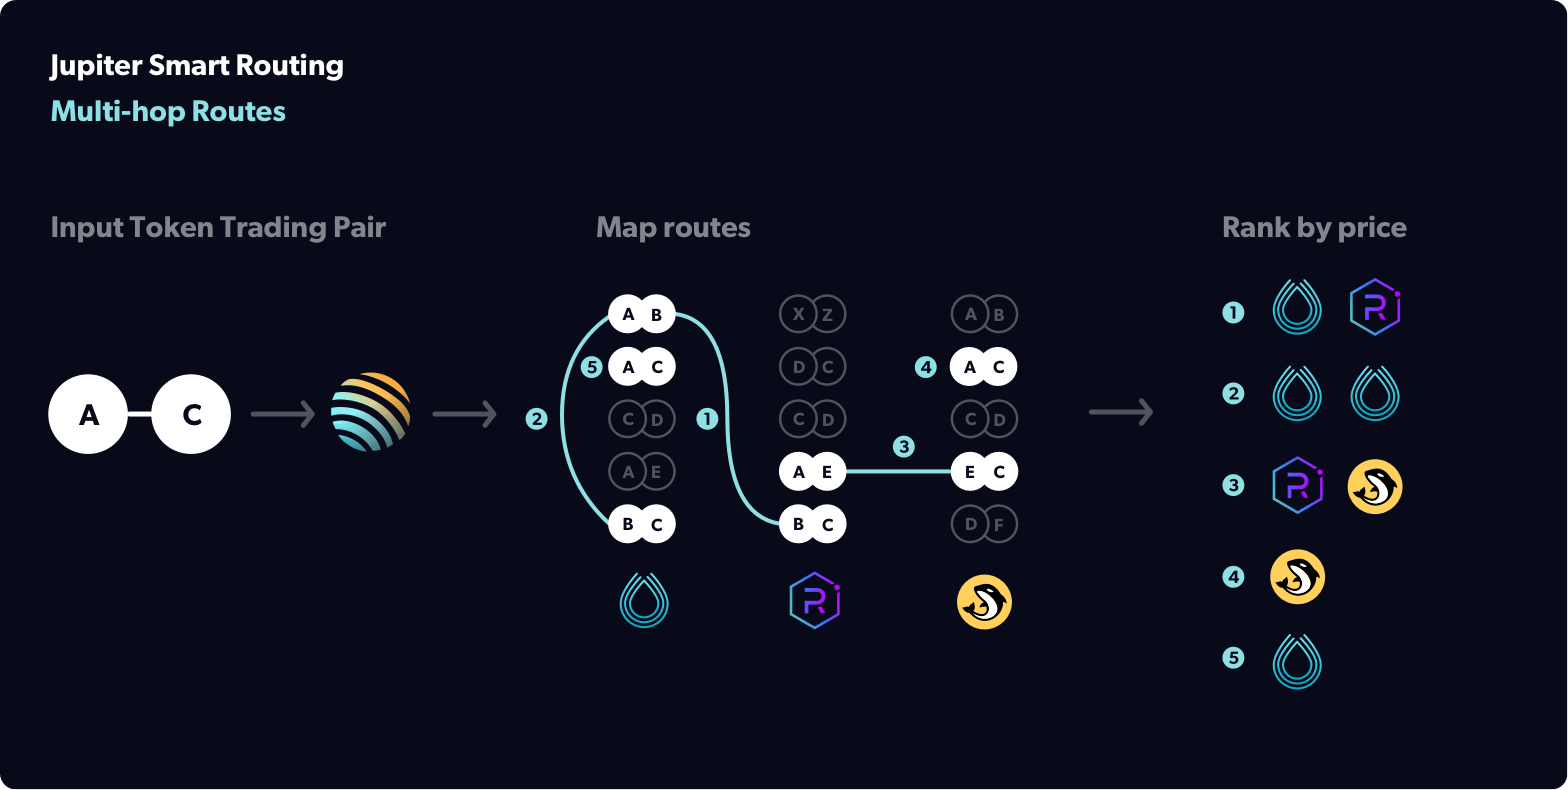 Jupiter Smart Routing
Multi-hop Routes
Input Token Trading Pair
Map routes
Rank by price
A C
A B
X Z
A B
1
5
A C
D C
4
A C
2
A C
2
C D
1
C D
C D
3
A E
A E
E C
3
B C
B C
D F
4
5